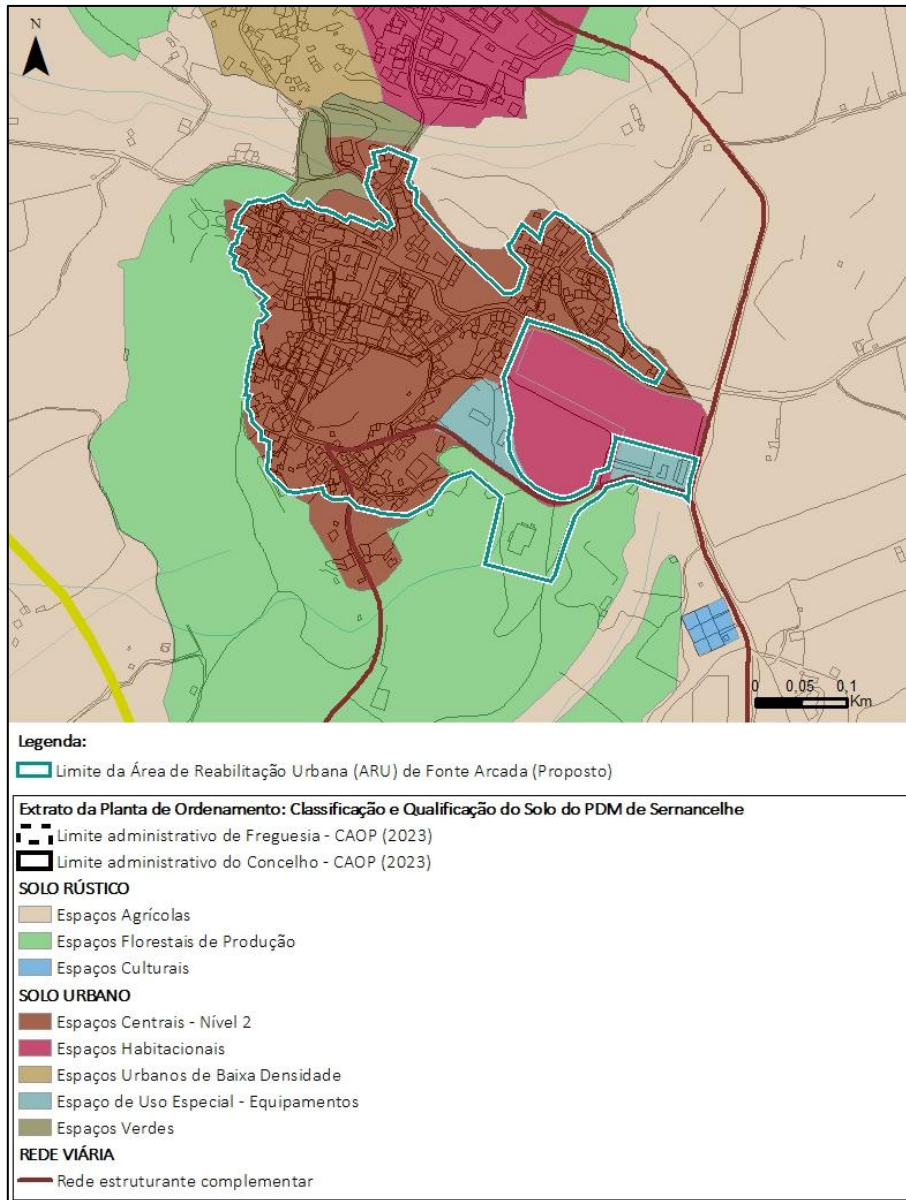 N
0 0,05 0,1
Km
Legenda:
Limite da Área de Reabilitação Urbana (ARU) de Fonte Arcada (Proposto)
Extrato da Planta de Ordenamento: Classificação e Qualificação do Solo do PDM de Sernancelhe
Limite administrativo de Freguesia - CAOP (2023)
Limite administrativo do Concelho - CAOP (2023)
SOLO RÚSTICO
Espaços Agrícolas
Espaços Florestais de Produção
Espaços Culturais
SOLO URBANO
Espaços Centrais - Nível 2
Espaços Habitacionais
Espaços Urbanos de Baixa Densidade
Espaço de Uso Especial - Equipamentos
Espaços Verdes
REDE VIÁRIA
Rede estruturante complementar